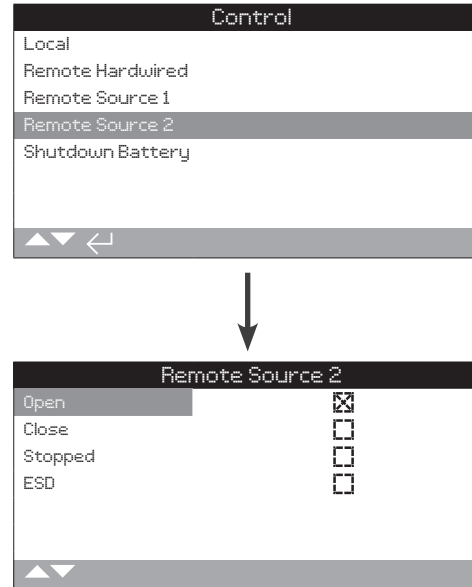 Control
Local
Remote Hardwired
Remote Source 1
Remote Source 2
Shutdown Battery
Remote Source 2
Open
Close
Stopped
ESD